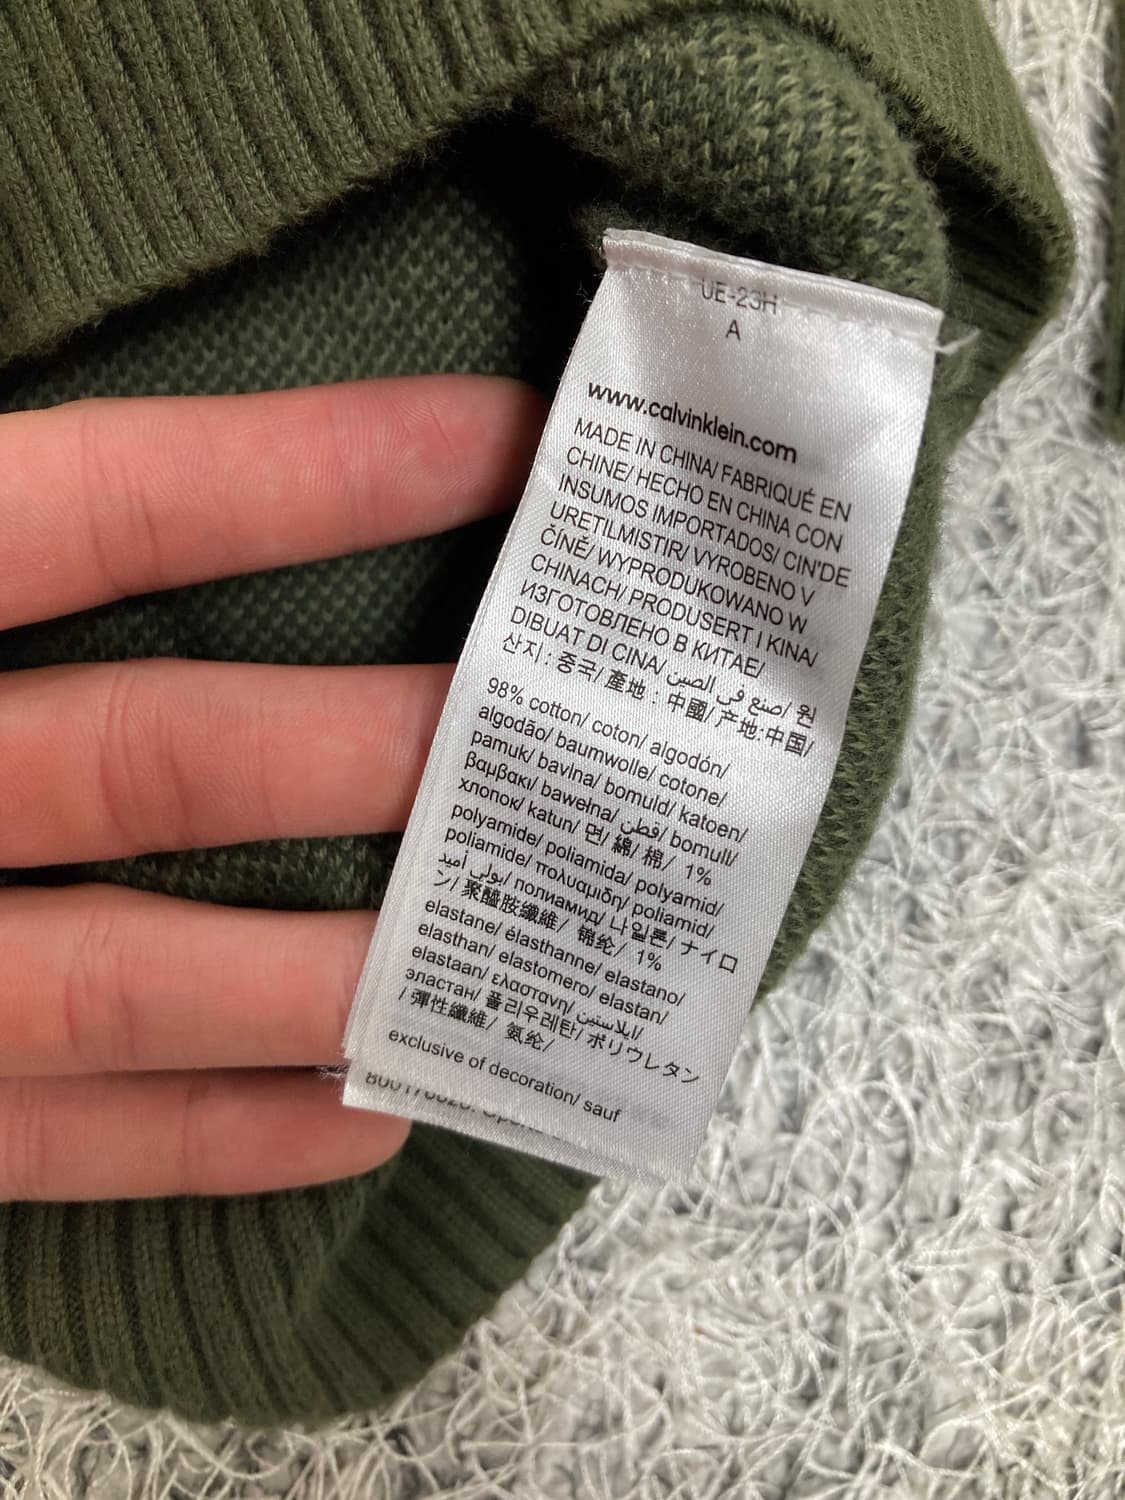 UE-23H
A
www.calvinklein.com
MADE IN CHINA/ FABRIQUÉ EN
CHINE/ HECHO EN CHINA CON
INSUMOS IMPORTADOS/ CIN'DE
URETILMISTIR/ VYROBENO V
ČÍNĚ/ WYPRODUKOWANO W
CHINACH/ PRODUSERT I KINA/
ИЗГОТОВЛЕНО В КИТАЕ/
DIBUAT DI CINA/ صنع في الصين/ 원
산지: 중국/ 產地: 中國/ 产地:中国/
98% cotton/ coton/ algodón/
algodão/ baumwolle/ cotone/
pamuk/ bavlna/ bomuld/ katoen/
βαμβακι/ bawełna/ قطن/ bomull/
хлопок/ katun/ 면/ 綿/ 棉/ 1%
polyamide/ poliamida/ polyamid/
poliamide/ πολυαμιδη/ poliamid/
بولي أميد/ полиамид/ 나일론/ ナイロ
ン/ 聚醯胺纖維/ 锦纶/ 1%
elastane/ élasthanne/ elastano/
elasthan/ elastomero/ elastan/
elastaan/ ελαστανη/ ايلاستين/
эластан/ 폴리우레탄/ ポリウレタン
/ 彈性纖維/ 氨纶/
exclusive of decoration/ sauf